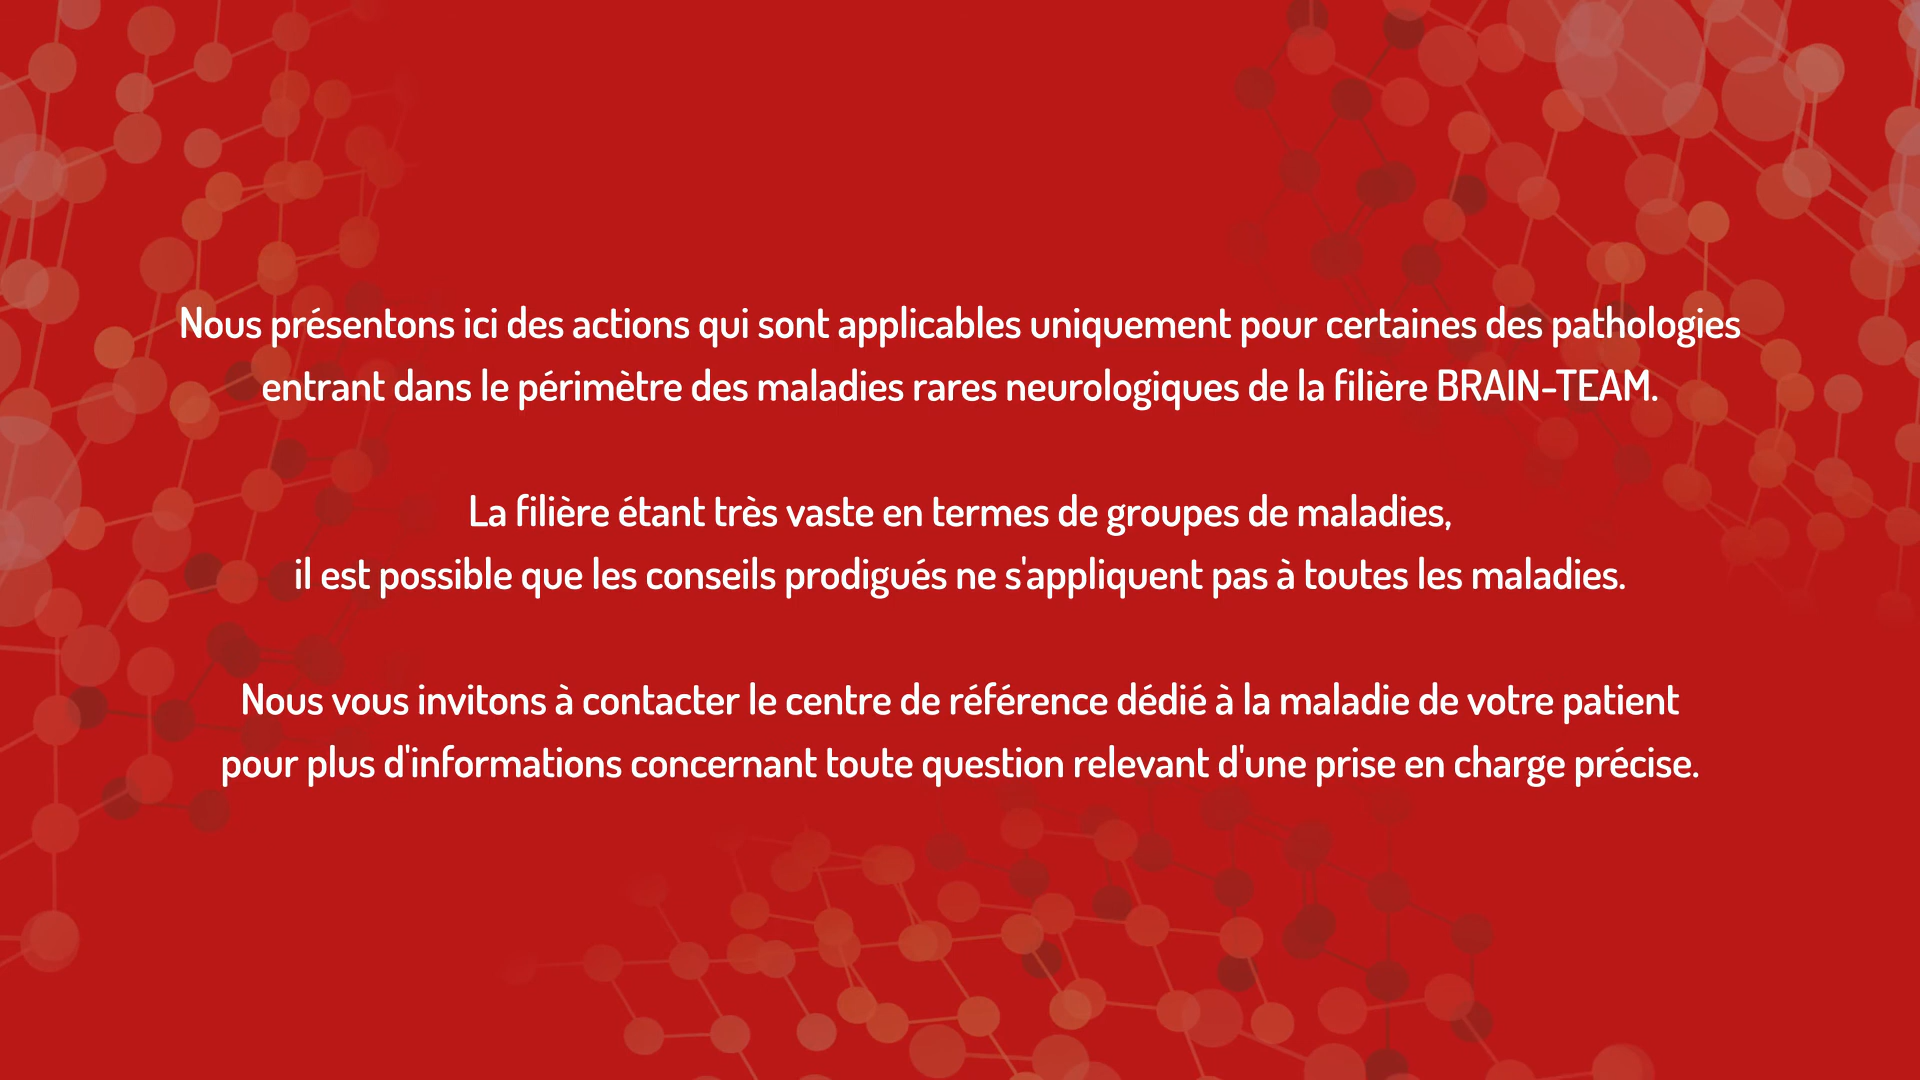 Nous présentons ici des actions qui sont applicables uniquement pour certaines des pathologies
entrant dans le périmètre des maladies rares neurologiques de la filière BRAIN-TEAM.
La filière étant très vaste en termes de groupes de maladies,
il est possible que les conseils prodigués ne s'appliquent pas à toutes les maladies.
Nous vous invitons à contacter le centre de référence dédié à la maladie de votre patient
pour plus d'informations concernant toute question relevant d'une prise en charge précise.